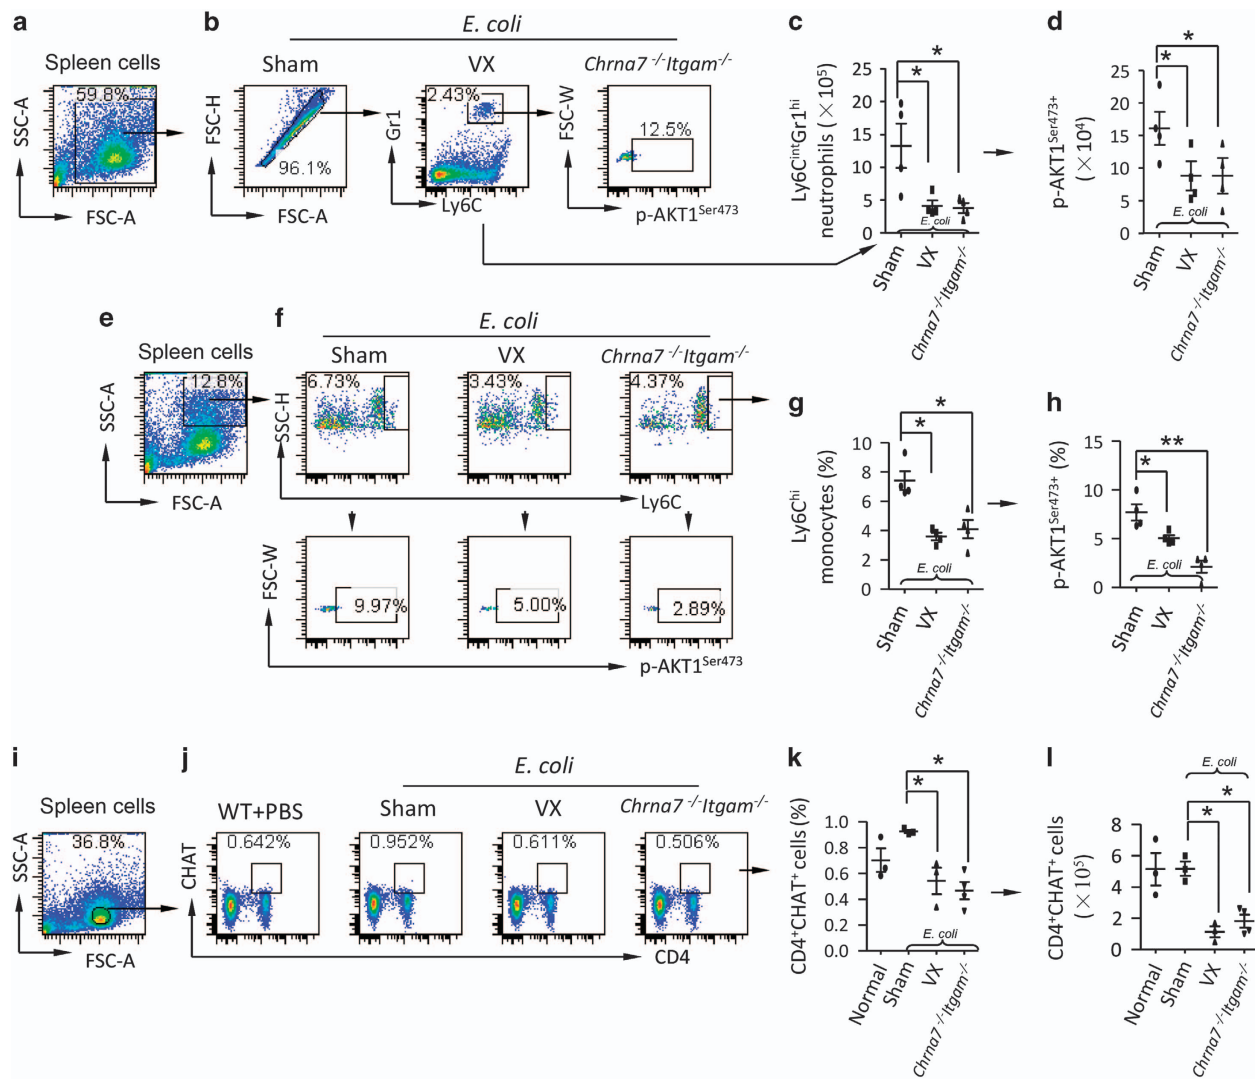 a
Spleen cells
59.8%
SSC-A
FSC-A
b
E. coli
Sham
VX
Chrna7 -/-Itgam-/-
FSC-H
96.1%
FSC-A
Gr1
2.43%
Ly6C
FSC-W
12.5%
p-AKT1Ser473
c
Ly6CintGr1hi
neutrophils (×105)
25
20
15
10
5
0
*
*
E. coli
Sham
VX
Chrna7 -/-Itgam-/-
d
p-AKT1Ser473+
(×104)
25
20
15
10
5
0
*
*
E. coli
Sham
VX
Chrna7 -/-Itgam-/-
e
Spleen cells
12.8%
SSC-A
FSC-A
f
E. coli
Sham
VX
Chrna7 -/-Itgam-/-
SSC-H
6.73%
3.43%
4.37%
Ly6C
FSC-W
9.97%
5.00%
2.89%
p-AKT1Ser473
g
Ly6Chi
monocytes (%)
10
8
6
4
2
0
*
*
E. coli
Sham
VX
Chrna7 -/-Itgam-/-
h
p-AKT1Ser473+ (%)
15
10
5
0
**
*
E. coli
Sham
VX
Chrna7 -/-Itgam-/-
i
Spleen cells
36.8%
SSC-A
FSC-A
j
E. coli
WT+PBS
Sham
VX
Chrna7 -/-Itgam-/-
CHAT
0.642%
0.952%
0.611%
0.506%
CD4
k
CD4+CHAT+ cells (%)
1.0
0.8
0.6
0.4
0.2
0.0
*
*
E. coli
Normal
Sham
VX
Chrna7 -/-Itgam-/-
l
E. coli
CD4+CHAT+ cells
(×105)
8
6
4
2
0
*
*
Normal
Sham
VX
Chrna7 -/-Itgam-/-